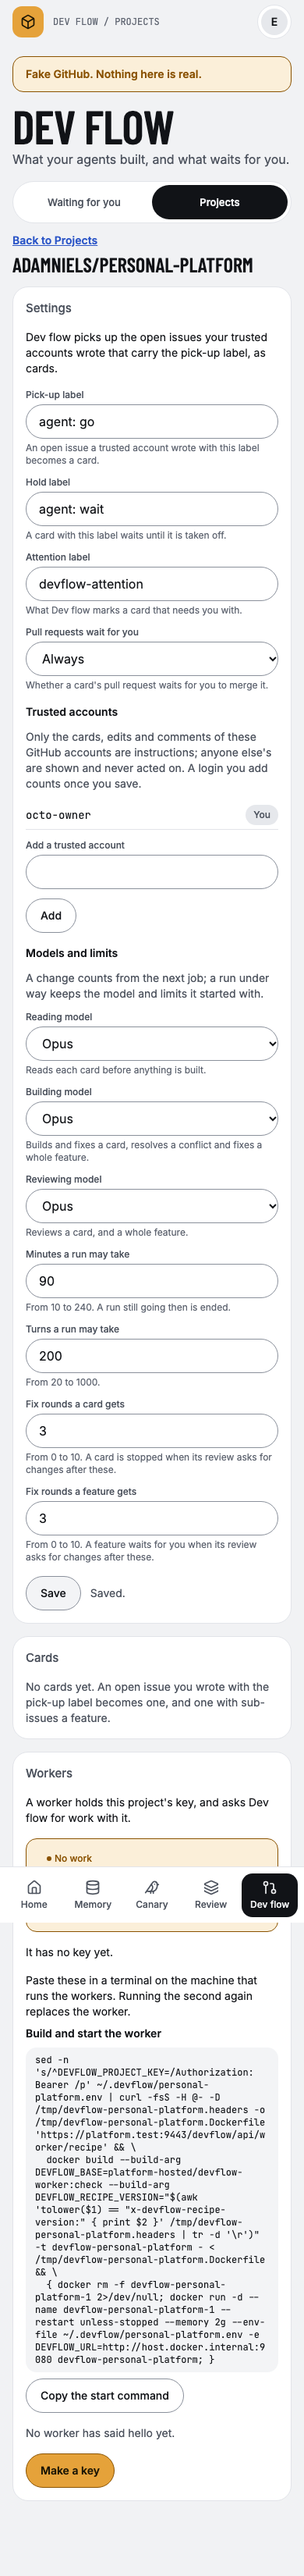 DEV FLOW / PROJECTS
E
Fake GitHub. Nothing here is real.
DEV FLOW
What your agents built, and what waits for you.
Waiting for you
Projects
Back to Projects
ADAMNIELS/PERSONAL-PLATFORM
Settings
Dev flow picks up the open issues your trusted
accounts wrote that carry the pick-up label, as
cards.
Pick-up label
agent: go
An open issue a trusted account wrote with this label
becomes a card.
Hold label
agent: wait
A card with this label waits until it is taken off.
Attention label
devflow-attention
What Dev flow marks a card that needs you with.
Pull requests wait for you
Always
Whether a card's pull request waits for you to merge it.
Trusted accounts
Only the cards, edits and comments of these
GitHub accounts are instructions; anyone else's
are shown and never acted on. A login you add
counts once you save.
octo-owner
You
Add a trusted account
Add
Models and limits
A change counts from the next job; a run under
way keeps the model and limits it started with.
Reading model
Opus
Reads each card before anything is built.
Building model
Opus
Builds and fixes a card, resolves a conflict and fixes a
whole feature.
Reviewing model
Opus
Reviews a card, and a whole feature.
Minutes a run may take
90
From 10 to 240. A run still going then is ended.
Turns a run may take
200
From 20 to 1000.
Fix rounds a card gets
3
From 0 to 10. A card is stopped when its review asks for
changes after these.
Fix rounds a feature gets
3
From 0 to 10. A feature waits for you when its review
asks for changes after these.
Save
Saved.
Cards
No cards yet. An open issue you wrote with the
pick-up label becomes one, and one with sub-
issues a feature.
Workers
A worker holds this project's key, and asks Dev
flow for work with it.
No work
Home
Memory
Canary
Review
Dev flow
It has no key yet.
Paste these in a terminal on the machine that
runs the workers. Running the second again
replaces the worker.
Build and start the worker
sed -n
's/^DEVFLOW_PROJECT_KEY=/Authorization:
Bearer /p' ~/.devflow/personal-
platform.env | curl -fsS -H @- -D
/tmp/devflow-personal-platform.headers -o
/tmp/devflow-personal-platform.Dockerfile
'https://platform.test:9443/devflow/api/w
orker/recipe' && \
docker build --build-arg
DEVFLOW_BASE=platform-hosted/devflow-
worker:check --build-arg
DEVFLOW_RECIPE_VERSION="$(awk
'tolower($1) == "x-devflow-recipe-
version:" { print $2 }' /tmp/devflow-
personal-platform.headers | tr -d '\r')"
-t devflow-personal-platform - <
/tmp/devflow-personal-platform.Dockerfile
&& \
{ docker rm -f devflow-personal-
platform-1 2>/dev/null; docker run -d --
name devflow-personal-platform-1 --
restart unless-stopped --memory 2g --env-
file ~/.devflow/personal-platform.env -e
DEVFLOW_URL=http://host.docker.internal:9
080 devflow-personal-platform; }
Copy the start command
No worker has said hello yet.
Make a key